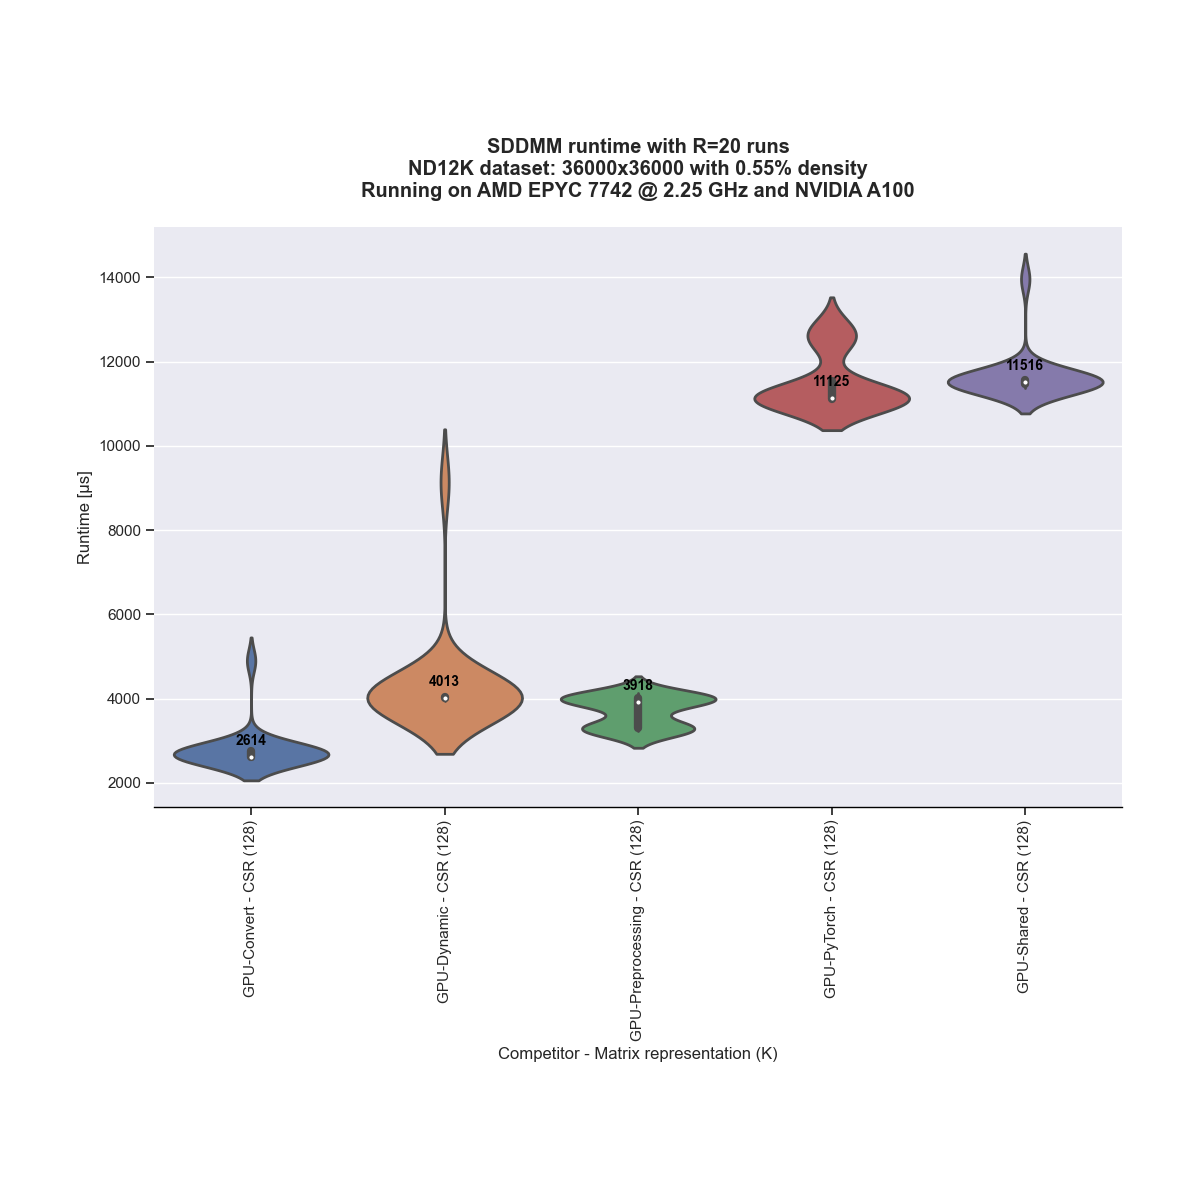 SDDMM runtime with R=20 runs
ND12K dataset: 36000x36000 with 0.55% density
Running on AMD EPYC 7742 @ 2.25 GHz and NVIDIA A100
Runtime [μs]
14000
12000
10000
8000
6000
4000
2000
2614
4013
3918
11125
11516
GPU-Convert - CSR (128)
GPU-Dynamic - CSR (128)
GPU-Preprocessing - CSR (128)
GPU-PyTorch - CSR (128)
GPU-Shared - CSR (128)
Competitor - Matrix representation (K)